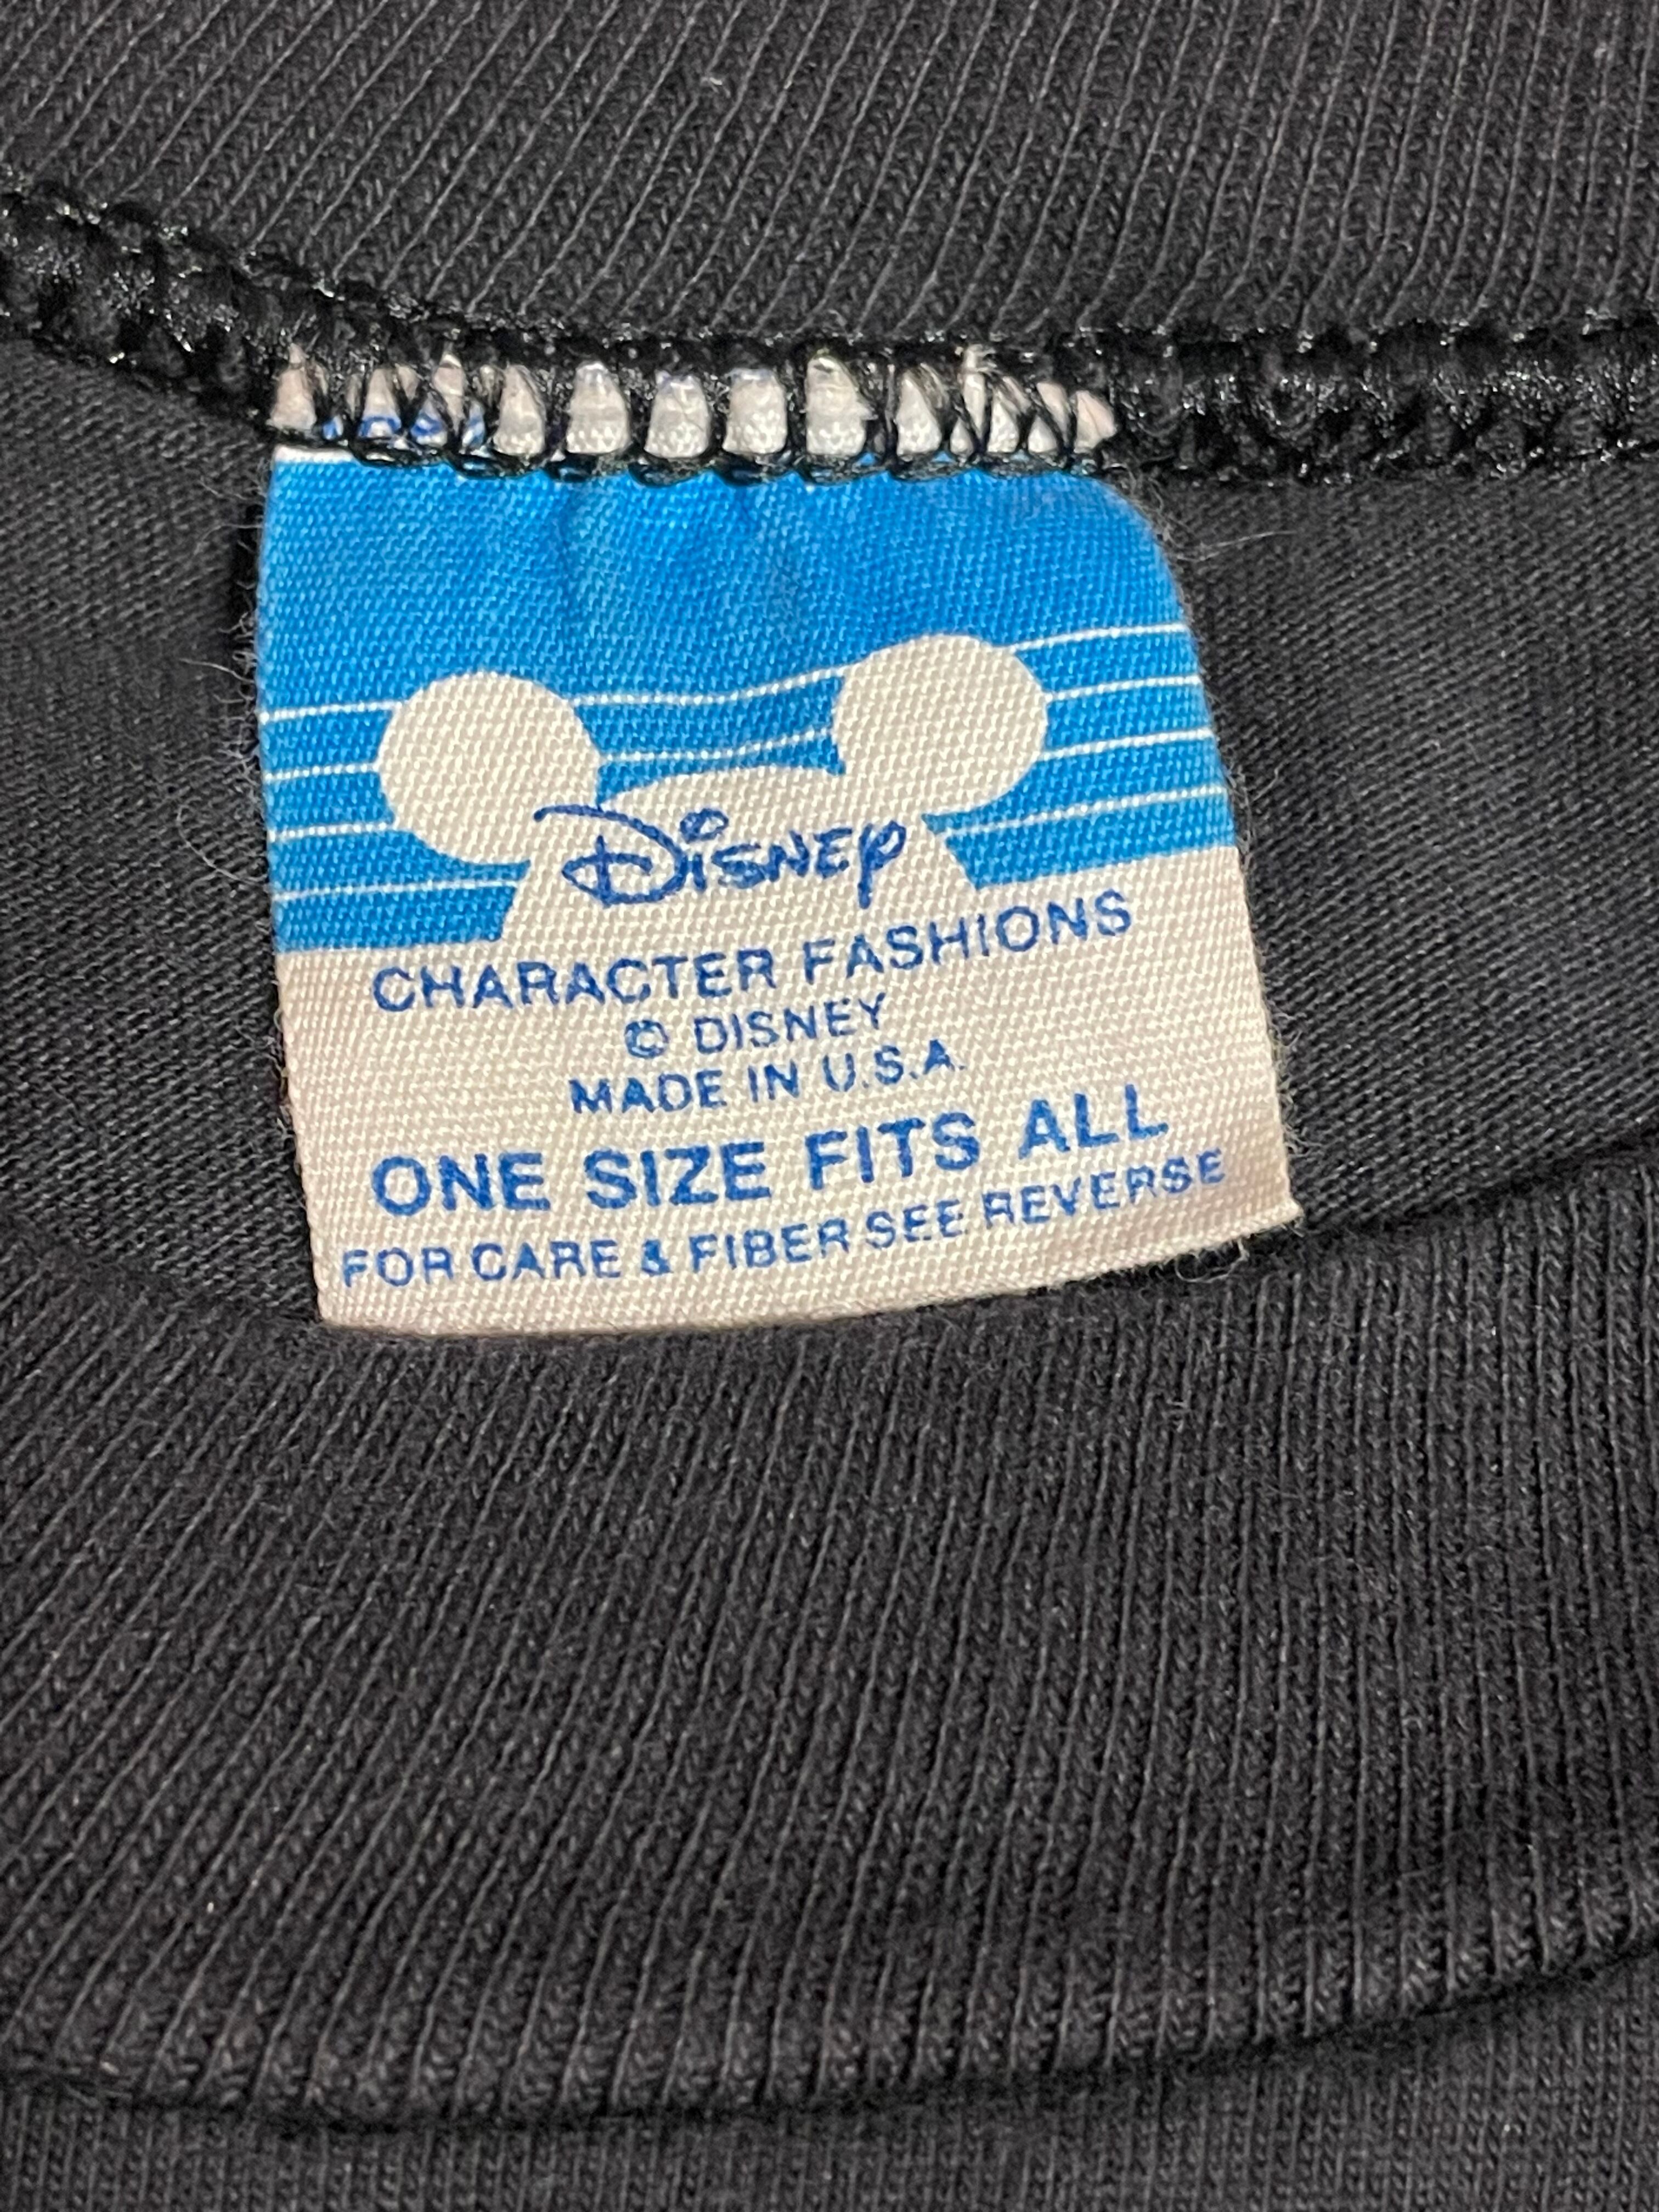 Disney
CHARACTER FASHIONS
© DISNEY
MADE IN U.S.A.
ONE SIZE FITS ALL
FOR CARE & FIBER SEE REVERSE